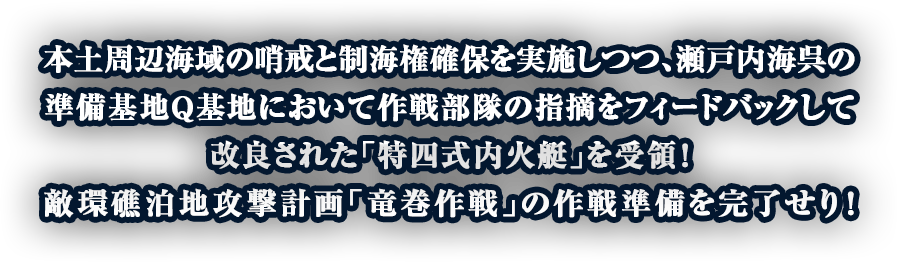 本土周辺海域の哨戒と制海権確保を実施しつつ、瀬戸内海呉の
準備基地Q基地において作戦部隊の指摘をフィードバックして
改良された「特四式内火艇」を受領！
敵環礁泊地攻撃計画「竜巻作戦」の作戦準備を完了せり！